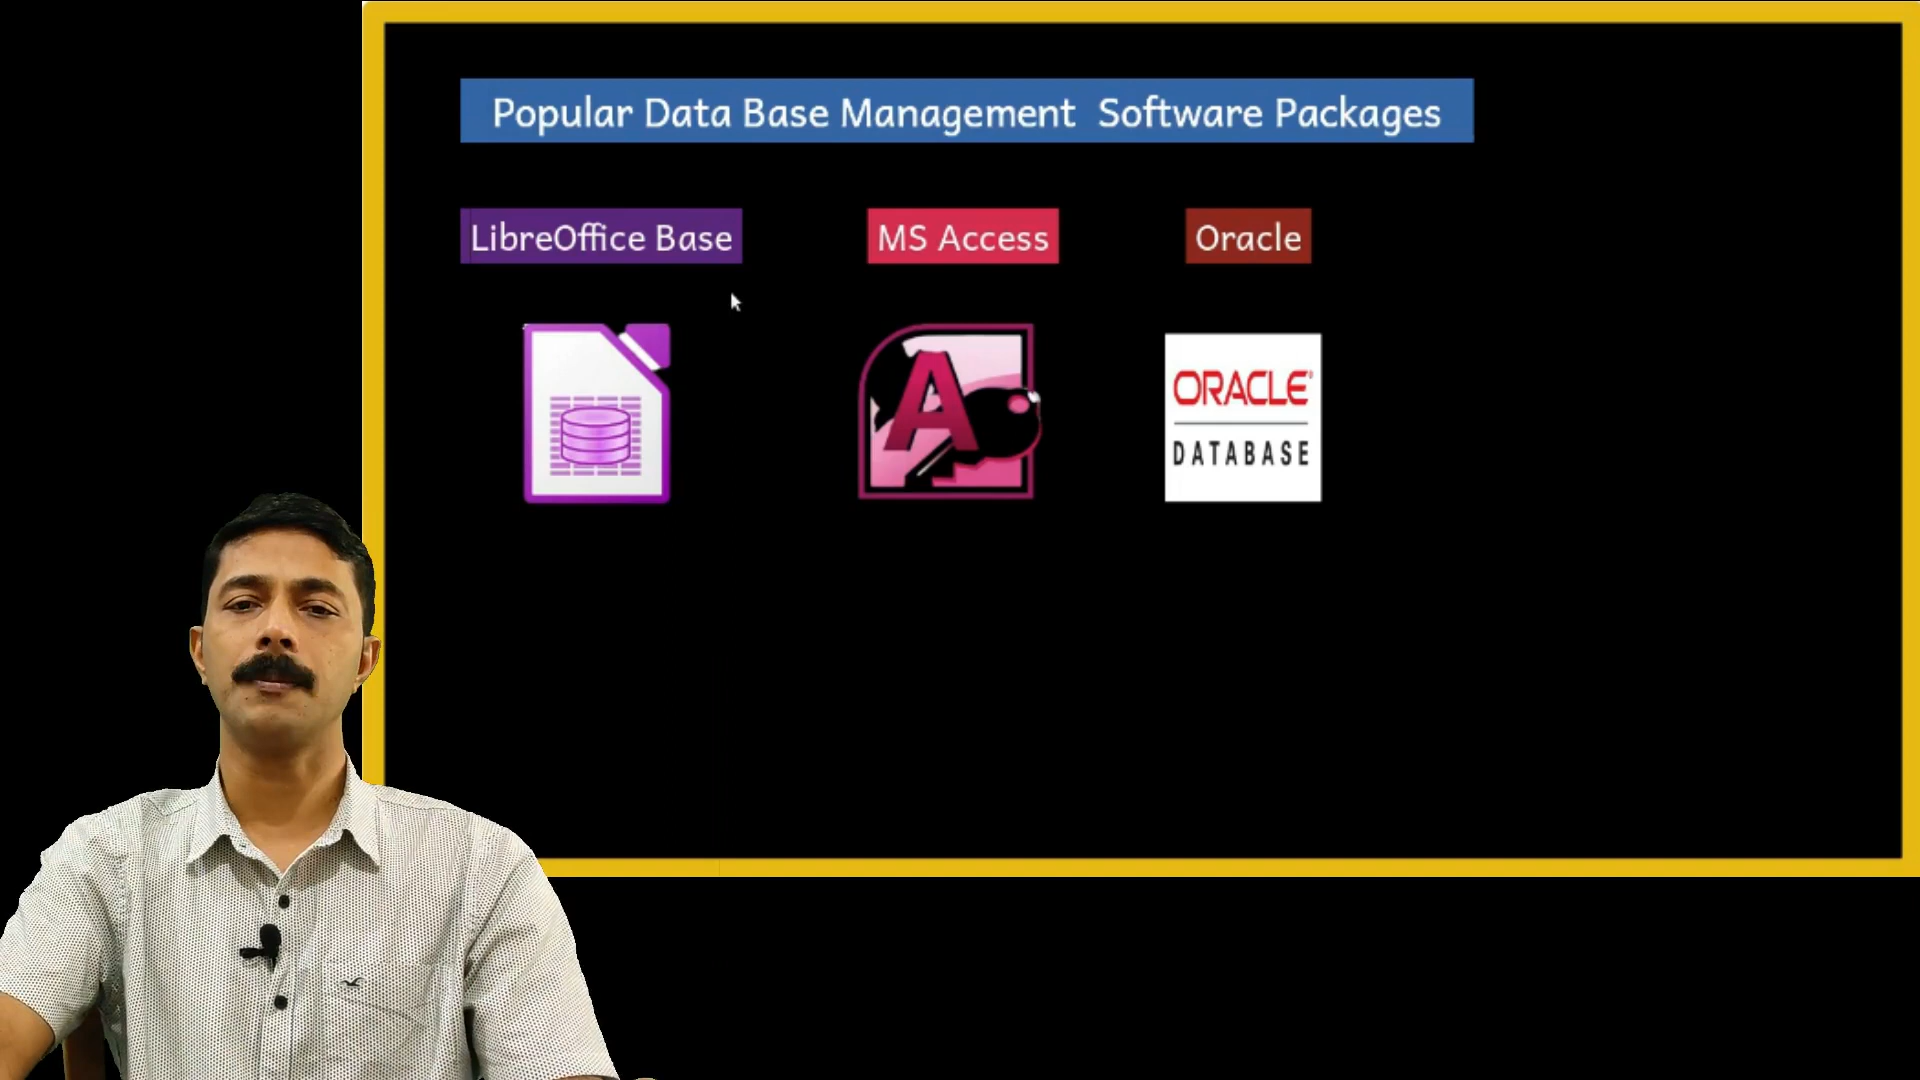 Popular Data Base Management Software Packages
LibreOffice Base
MS Access
Oracle
A
ORACLE
DATABASE